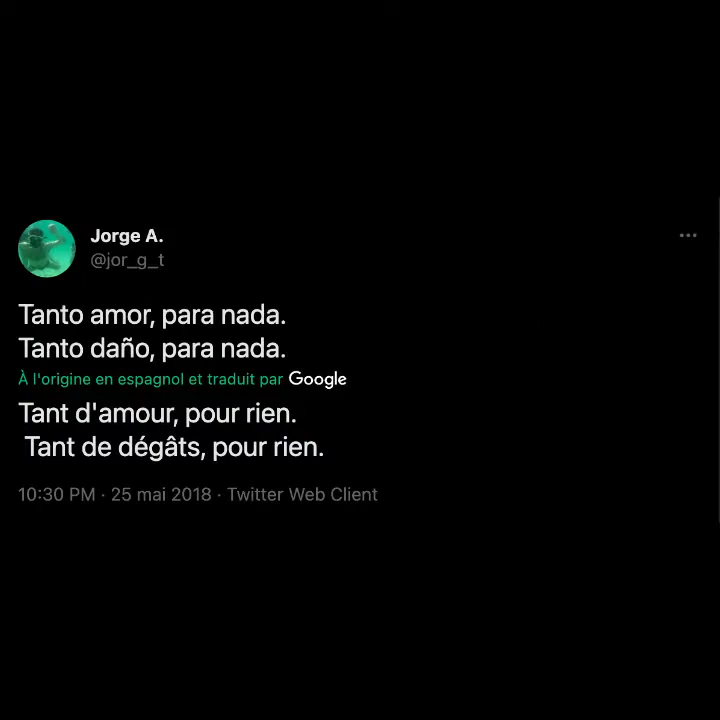 Jorge A.
@jor_g_t
Tanto amor, para nada.
Tanto daño, para nada.
À l'origine en espagnol et traduit par Google
Tant d'amour, pour rien.
Tant de dégâts, pour rien.
10:30 PM · 25 mai 2018 · Twitter Web Client